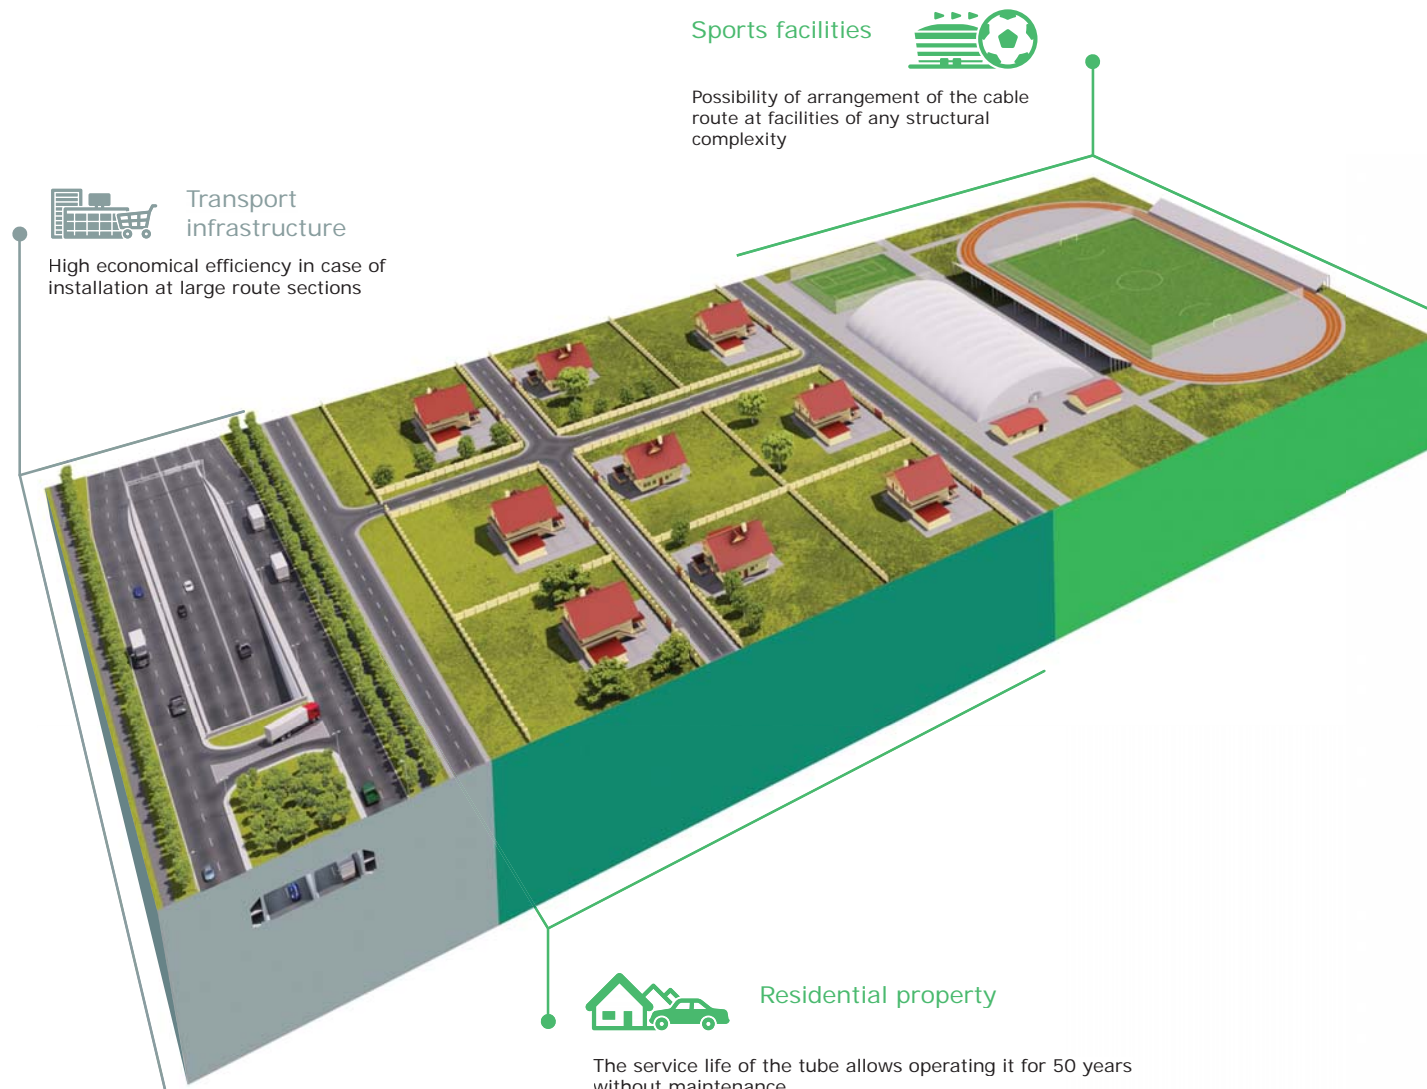 Sports facilities
Possibility of arrangement of the cable
route at facilities of any structural
complexity
Transport
infrastructure
High economical efficiency in case of
installation at large route sections
Residential property
The service life of the tube allows operating it for 50 years
without maintenance